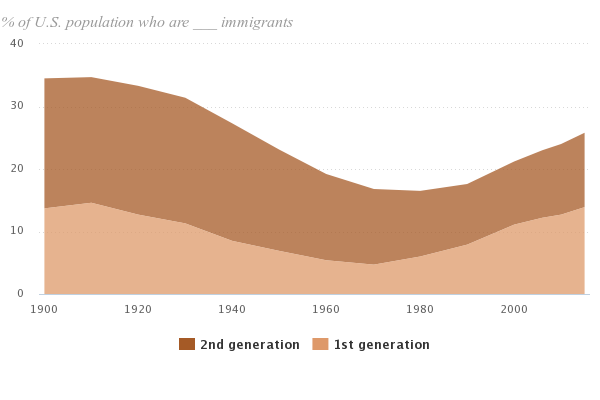 % of U.S. population who are ___ immigrants
40
30
20
10
0
1900 1920 1940 1960 1980 2000
2nd generation 1st generation